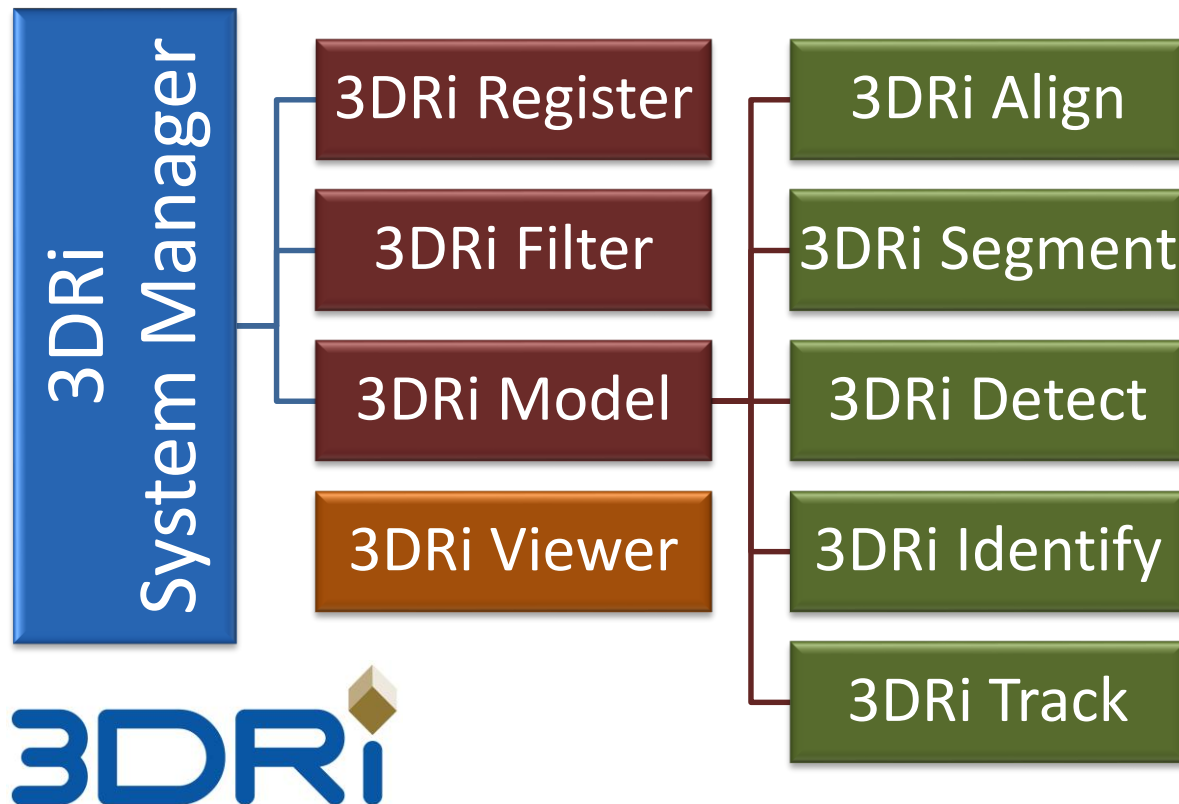 3DRi
System Manager
3DRi Register
3DRi Filter
3DRi Model
3DRi Viewer
3DRi Align
3DRi Segment
3DRi Detect
3DRi Identify
3DRi Track
3DRi